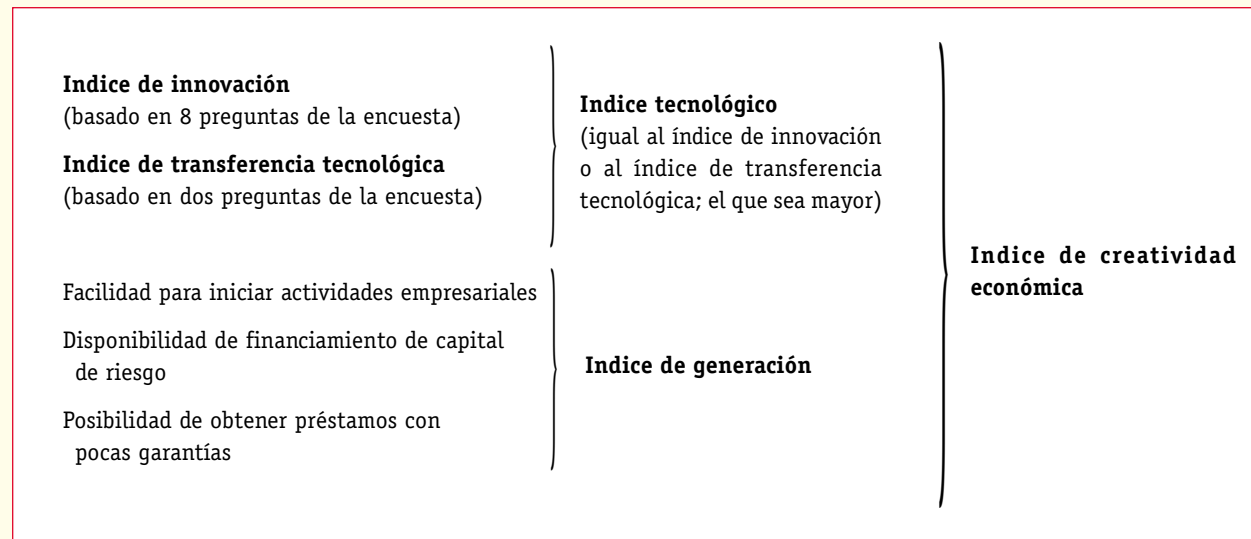 Indice de innovación
(basado en 8 preguntas de la encuesta)
Indice de transferencia tecnológica
(basado en dos preguntas de la encuesta)
Indice tecnológico
(igual al índice de innovación
o al índice de transferencia
tecnológica; el que sea mayor)
Facilidad para iniciar actividades empresariales
Disponibilidad de financiamiento de capital
de riesgo
Posibilidad de obtener préstamos con
pocas garantías
Indice de generación
Indice de creatividad
económica